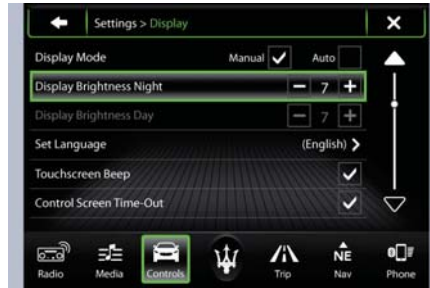 Settings > Display
Display Mode Manual Auto
Display Brightness Night 7
Display Brightness Day 7
Set Language (English) >
Touchscreen Beep
Control Screen Time-Out
Radio Media Controls Trip NE Nav Phone